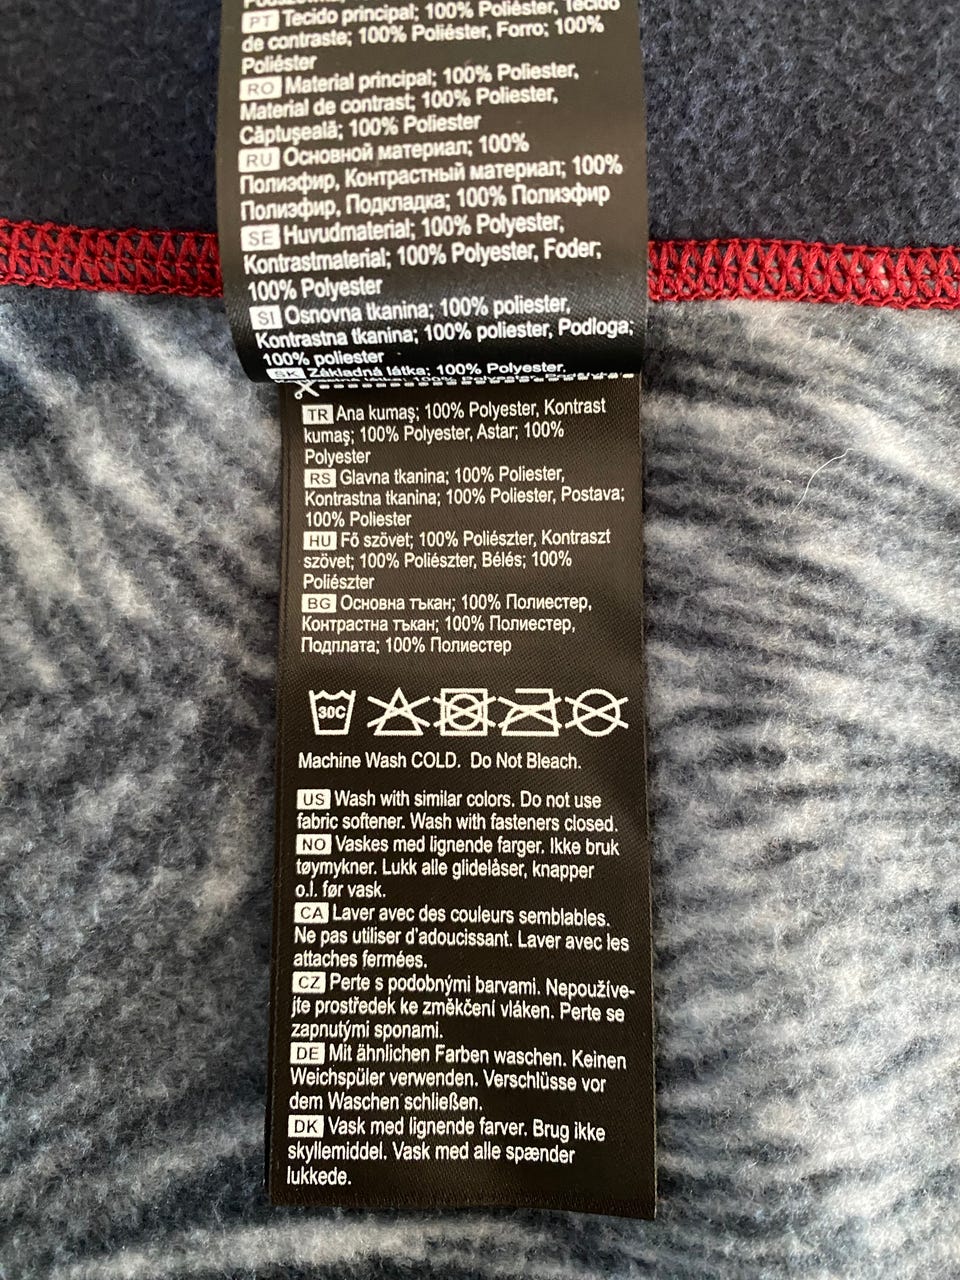 PT Tecido principal; 100% Poliéster, Tecido
de contraste; 100% Poliéster, Forro; 100%
Poliéster
RO Material principal; 100% Poliester,
Material de contrast; 100% Poliester,
Căptușeală; 100% Poliester
RU Основной материал; 100%
Полиэфир, Контрастный материал; 100%
Полиэфир, Подкладка; 100% Полиэфир
SE Huvudmaterial; 100% Polyester,
Kontrastmaterial; 100% Polyester, Foder;
100% Polyester
SI Osnovna tkanina; 100% poliester,
Kontrastna tkanina; 100% poliester, Podloga;
100% poliester
SK Základná látka; 100% Polyester,
TR Ana kumaş; 100% Polyester, Kontrast
kumaş; 100% Polyester, Astar; 100%
Polyester
RS Glavna tkanina; 100% Poliester,
Kontrastna tkanina; 100% Poliester, Postava;
100% Poliester
HU Fő szövet; 100% Poliészter, Kontraszt
szövet; 100% Poliészter, Bélés; 100%
Poliészter
BG Основна тъкан; 100% Полиестер,
Контрастна тъкан; 100% Полиестер,
Подплата; 100% Полиестер
30C
Machine Wash COLD. Do Not Bleach.
US Wash with similar colors. Do not use
fabric softener. Wash with fasteners closed.
NO Vaskes med lignende farger. Ikke bruk
tøymykner. Lukk alle glidelåser, knapper
o.l. før vask.
CA Laver avec des couleurs semblables.
Ne pas utiliser d'adoucissant. Laver avec les
attaches fermées.
CZ Perte s podobnými barvami. Nepoužíve-
jte prostředek ke změkčení vláken. Perte se
zapnutými sponami.
DE Mit ähnlichen Farben waschen. Keinen
Weichspüler verwenden. Verschlüsse vor
dem Waschen schließen.
DK Vask med lignende farver. Brug ikke
skyllemiddel. Vask med alle spænder
lukkede.